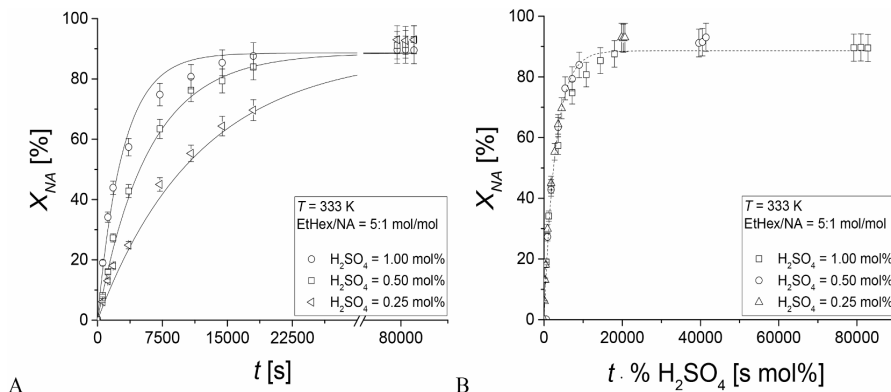 100
80
60
40
20
0
X_NA [%]
T = 333 K
EtHex/NA = 5:1 mol/mol
H₂SO₄ = 1.00 mol%
H₂SO₄ = 0.50 mol%
H₂SO₄ = 0.25 mol%
0 7500 15000 22500 80000
t [s]
A
100
80
60
40
20
0
X_NA [%]
T = 333 K
EtHex/NA = 5:1 mol/mol
H₂SO₄ = 1.00 mol%
H₂SO₄ = 0.50 mol%
H₂SO₄ = 0.25 mol%
0 20000 40000 60000 80000
t · % H₂SO₄ [s mol%]
B